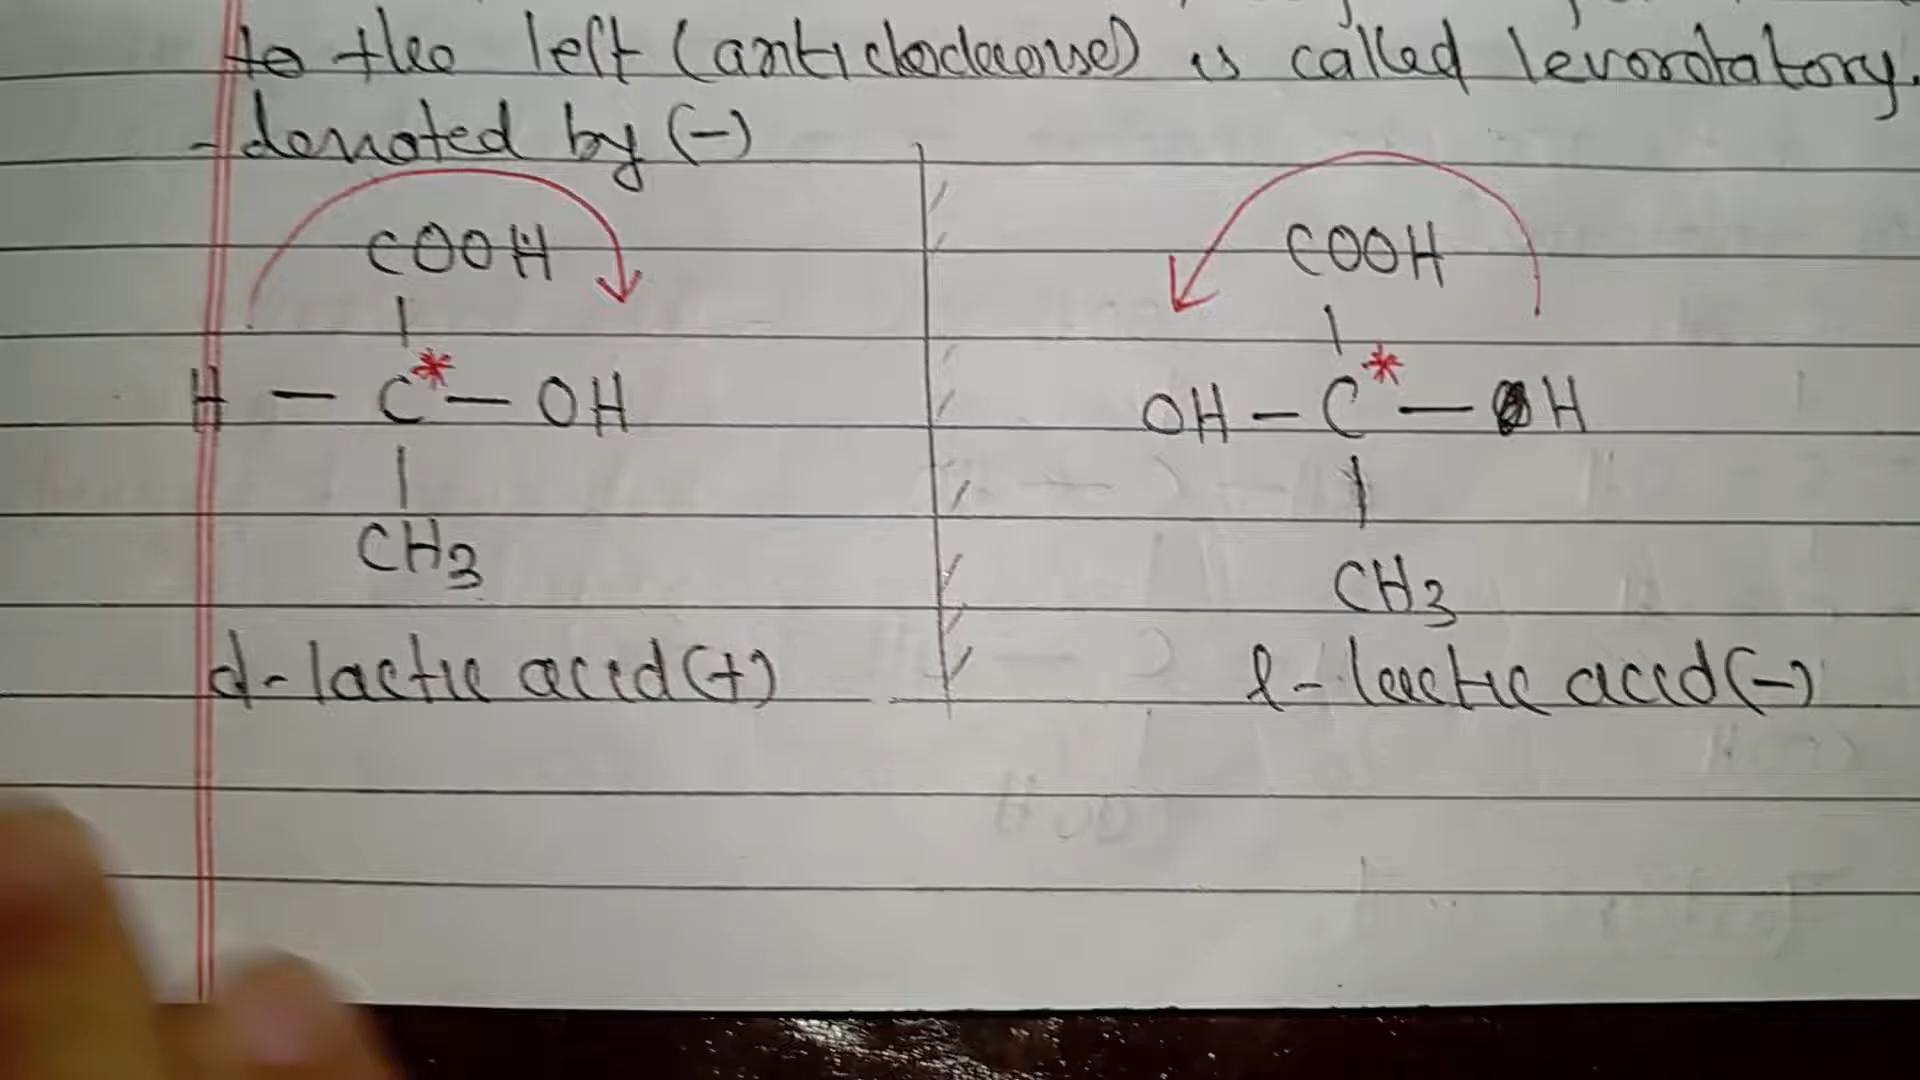 to the left (anticlockwise) is called levorotatory.
- denoted by (-)
COOH
COOH
H - C* - OH
OH - C* - H
CH3
CH3
d- lactic acid (+)
l - lactic acid (-)